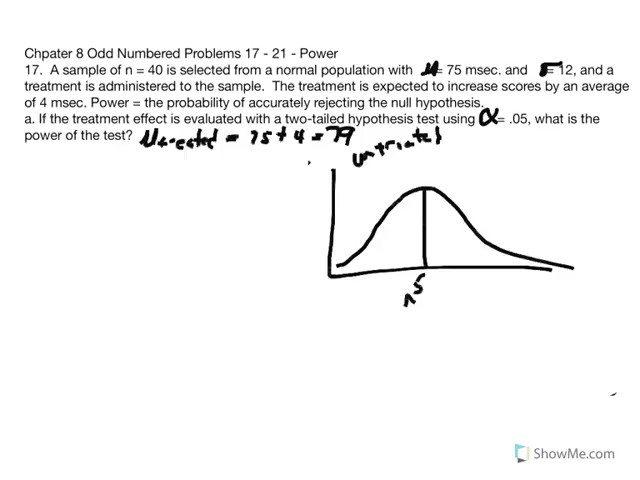 Chpater 8 Odd Numbered Problems 17 - 21 - Power
17. A sample of n = 40 is selected from a normal population with μ = 75 msec. and σ = 12, and a
treatment is administered to the sample. The treatment is expected to increase scores by an average
of 4 msec. Power = the probability of accurately rejecting the null hypothesis.
a. If the treatment effect is evaluated with a two-tailed hypothesis test using α = .05, what is the
power of the test? μtreated = 75 + 4 = 79
untreated
75
ShowMe.com